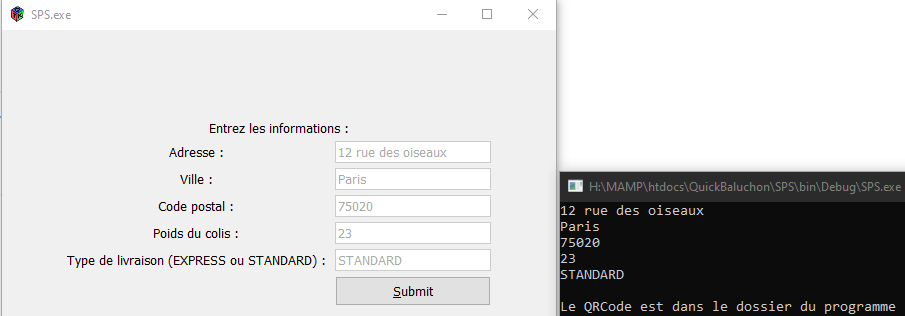 SPS.exe
Entrez les informations :
Adresse : 12 rue des oiseaux
Ville : Paris
Code postal : 75020
Poids du colis : 23
Type de livraison (EXPRESS ou STANDARD) : STANDARD
Submit
H:\MAMP\htdocs\QuickBaluchon\SPS\bin\Debug\SPS.exe
12 rue des oiseaux
Paris
75020
23
STANDARD
Le QRCode est dans le dossier du programme